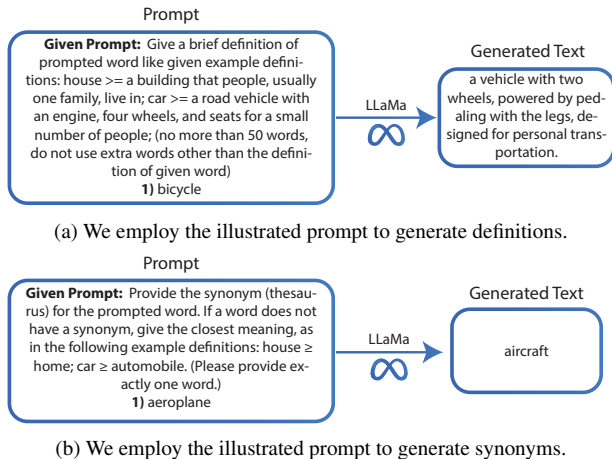 Prompt
Given Prompt: Give a brief definition of
prompted word like given example defini-
tions: house >= a building that people, usually
one family, live in; car >= a road vehicle with
an engine, four wheels, and seats for a small
number of people; (no more than 50 words,
do not use extra words other than the defini-
tion of given word)
1) bicycle
LLaMa
Generated Text
a vehicle with two
wheels, powered by ped-
aling with the legs, de-
signed for personal trans-
portation.
(a) We employ the illustrated prompt to generate definitions.
Prompt
Given Prompt: Provide the synonym (thesau-
rus) for the prompted word. If a word does not
have a synonym, give the closest meaning, as
in the following example definitions: house ≥
home; car ≥ automobile. (Please provide ex-
actly one word.)
1) aeroplane
LLaMa
Generated Text
aircraft
(b) We employ the illustrated prompt to generate synonyms.